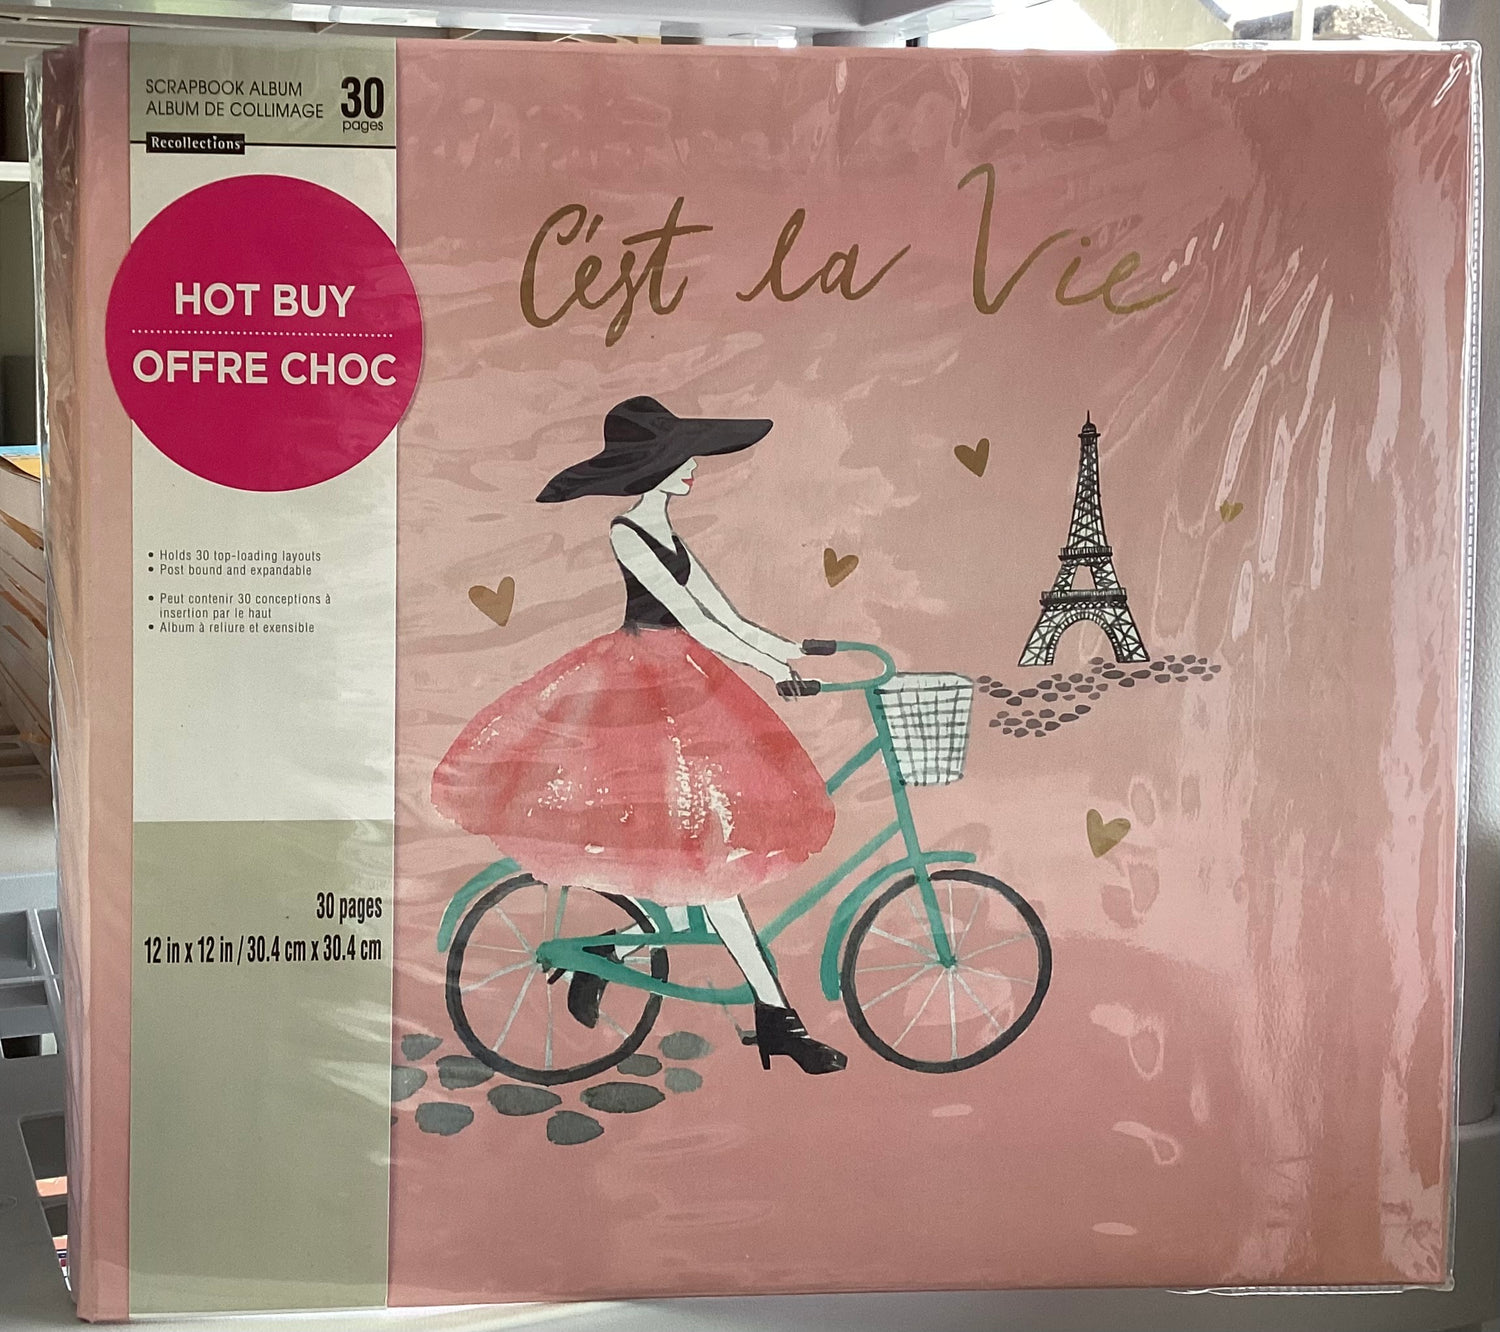 SCRAPBOOK ALBUM
ALBUM DE COLLIMAGE
30
pages
Recollections
HOT BUY
OFFRE CHOC
• Holds 30 top-loading layouts
• Post bound and expandable
• Peut contenir 30 conceptions à
insertion par le haut
• Album à reliure et exensible
30 pages
12 in x 12 in / 30.4 cm x 30.4 cm
C'est la Vie